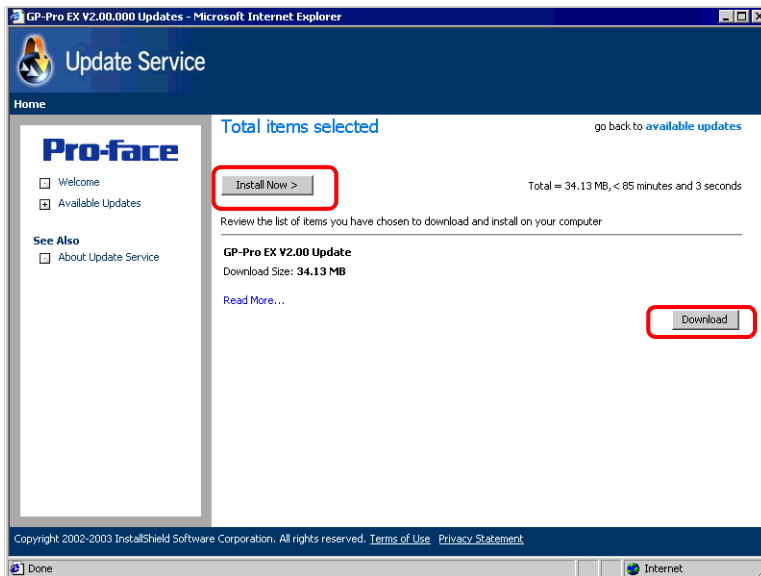 GP-Pro EX V2.00.000 Updates - Microsoft Internet Explorer
Update Service
Home
Pro-face
Welcome
Available Updates
See Also
About Update Service
Total items selected
go back to available updates
Install Now >
Total = 34.13 MB, < 85 minutes and 3 seconds
Review the list of items you have chosen to download and install on your computer
GP-Pro EX V2.00 Update
Download Size: 34.13 MB
Read More...
Download
Copyright 2002-2003 InstallShield Software Corporation. All rights reserved. Terms of Use Privacy Statement
Done
Internet